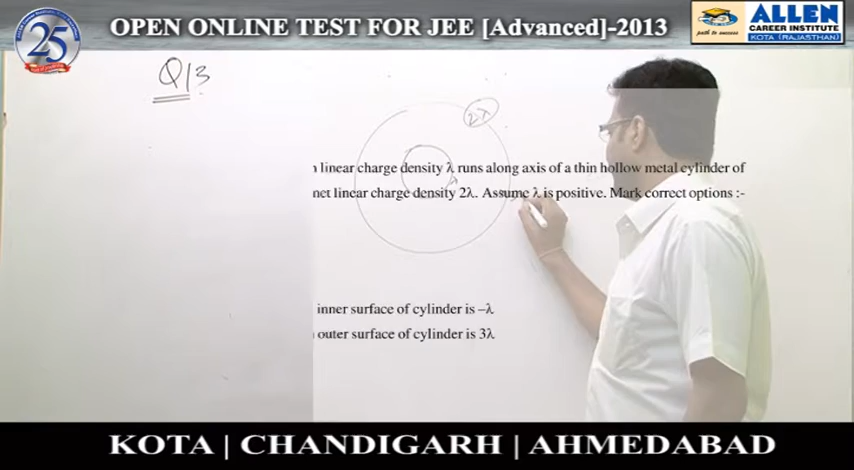 OPEN ONLINE TEST FOR JEE [Advanced]-2013
25
path to success
ALLEN
CAREER INSTITUTE
KOTA (RAJASTHAN)
Q13
2λ
linear charge density λ runs along axis of a thin hollow metal cylinder of
net linear charge density 2λ. Assume λ is positive. Mark correct options :-
inner surface of cylinder is –λ
outer surface of cylinder is 3λ
KOTA | CHANDIGARH | AHMEDABAD